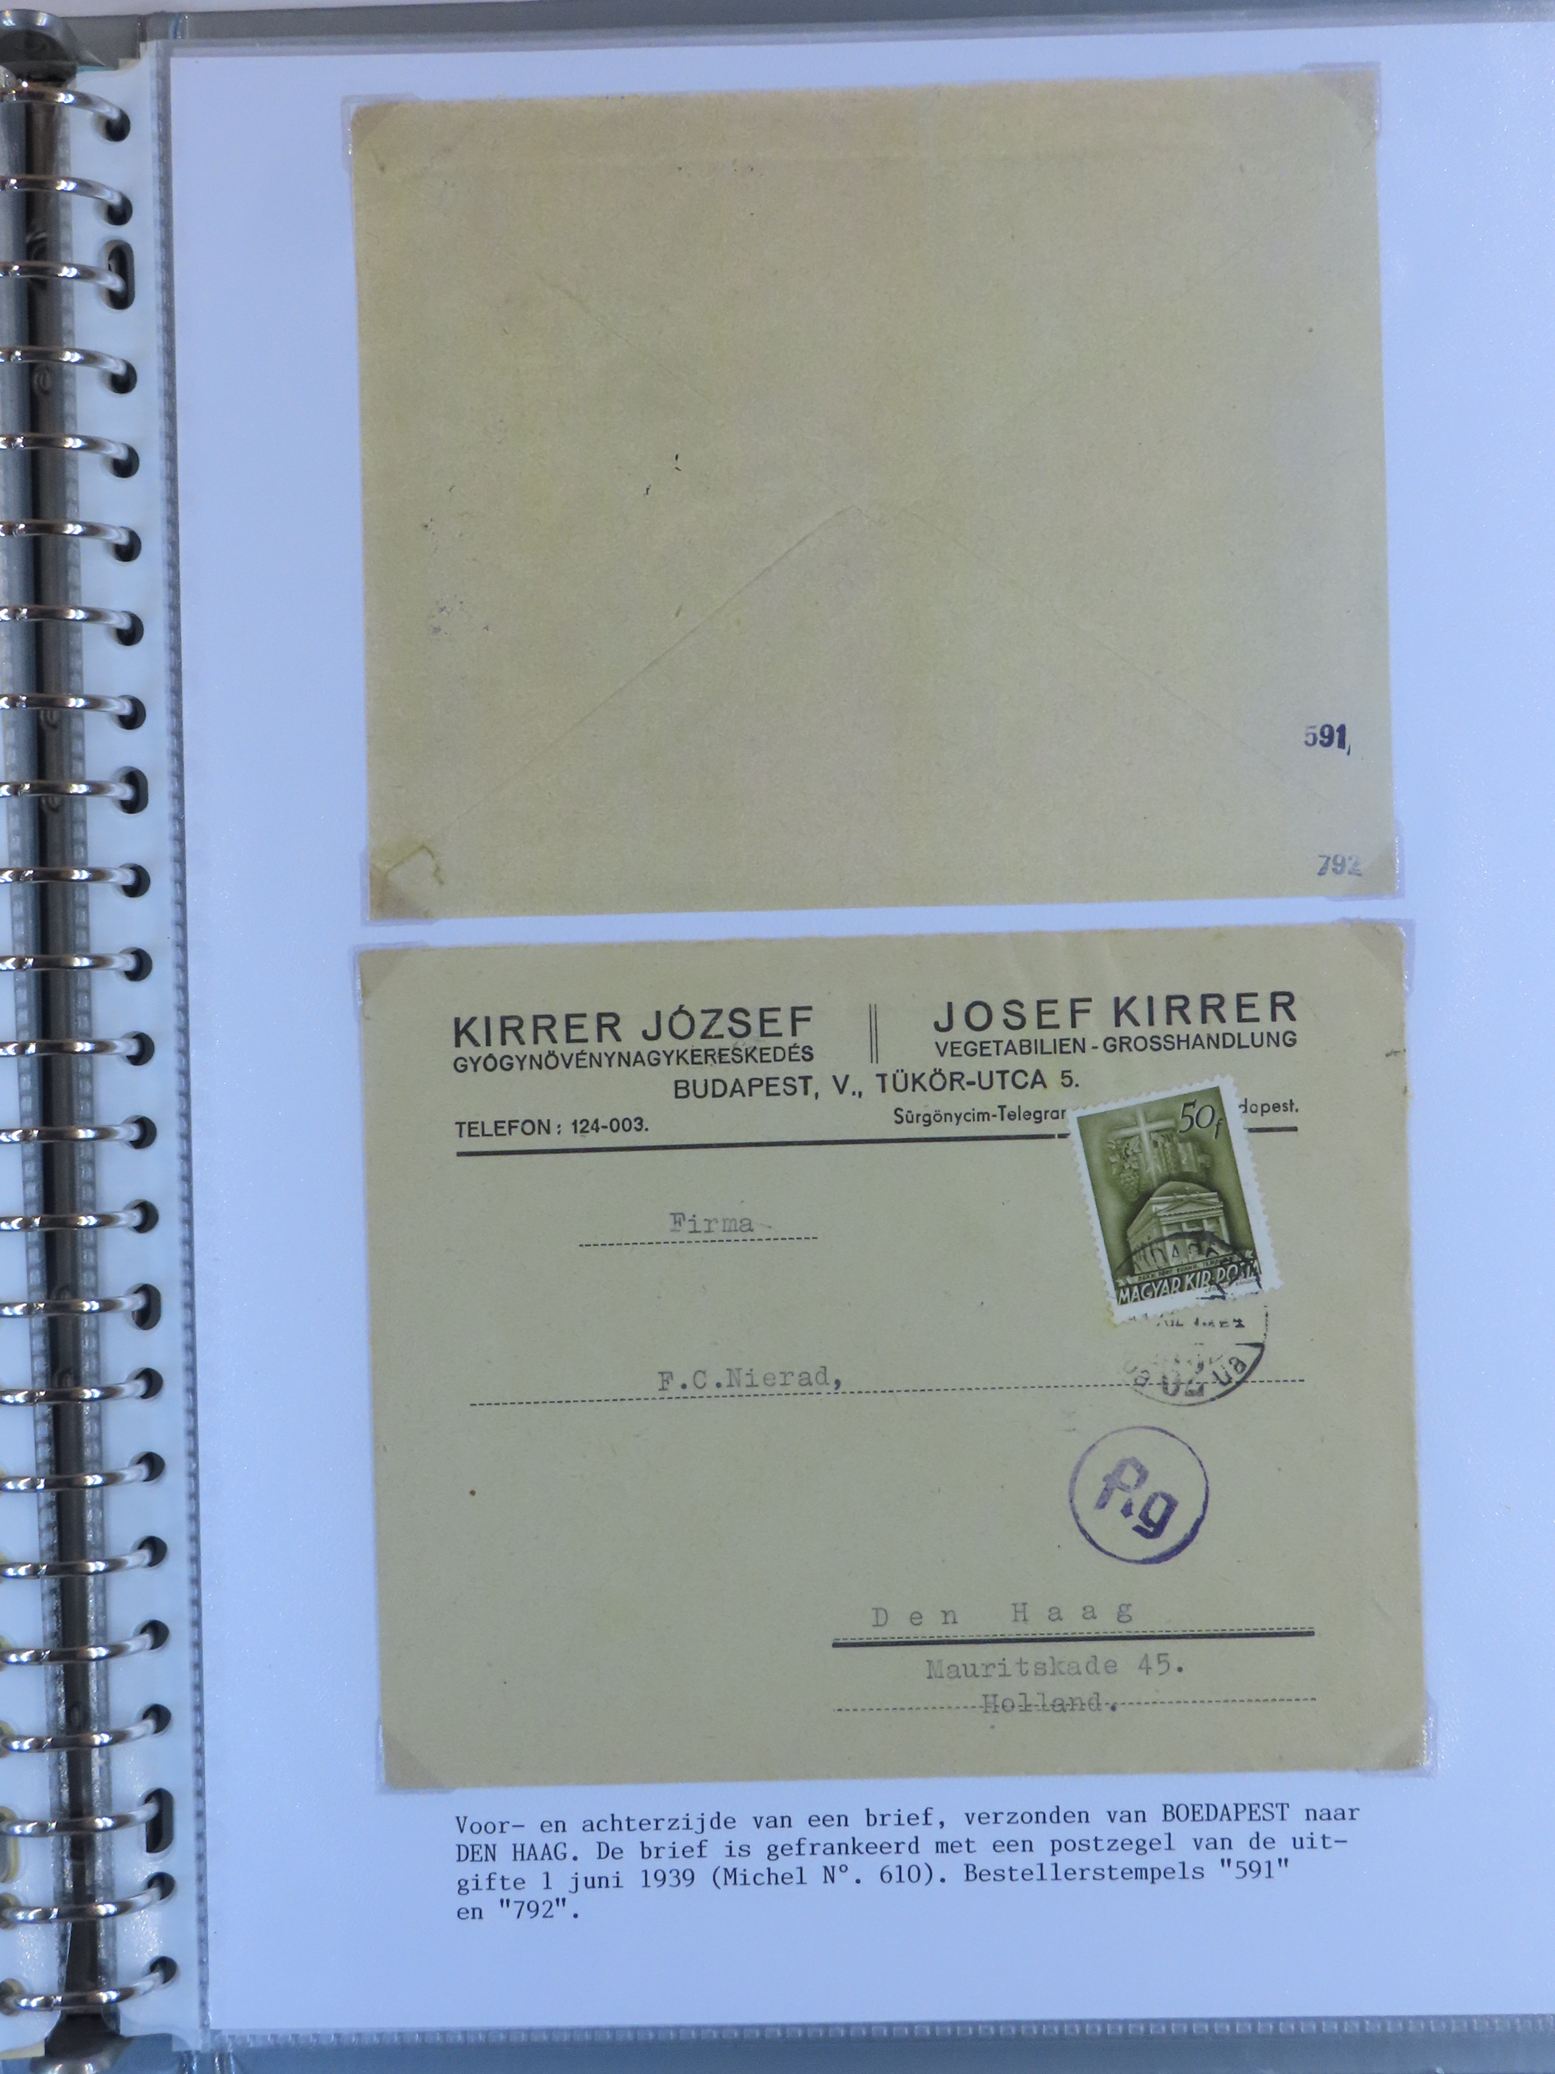 591
792
KIRRER JÓZSEF
GYÓGYNÖVÉNYNAGYKERESKEDÉS
JOSEF KIRRER
VEGETABILIEN-GROSSHANDLUNG
BUDAPEST, V., TÜKÖR-UTCA 5.
TELEFON: 124-003.
Sürgönycim-Telegrar dapest.
50f
MAGYAR KIR. POSTA
Firma
F.C.Nierad,
62
P.g
Den Haag
Mauritskade 45.
Holland.
Voor- en achterzijde van een brief, verzonden van BOEDAPEST naar
DEN HAAG. De brief is gefrankeerd met een postzegel van de uit-
gifte 1 juni 1939 (Michel N°. 610). Bestellerstempels "591"
en "792".